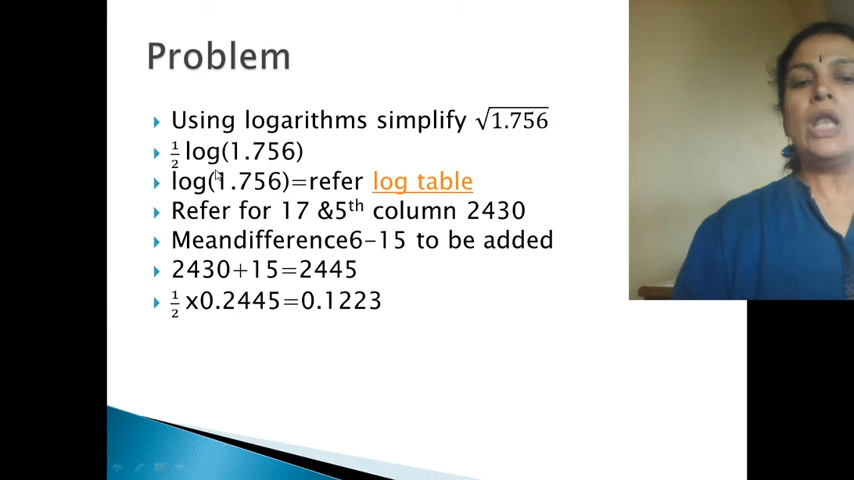 Problem
Using logarithms simplify √1.756
½ log(1.756)
log(1.756)=refer log table
Refer for 17 &5th column 2430
Meandifference6-15 to be added
2430+15=2445
½ x0.2445=0.1223